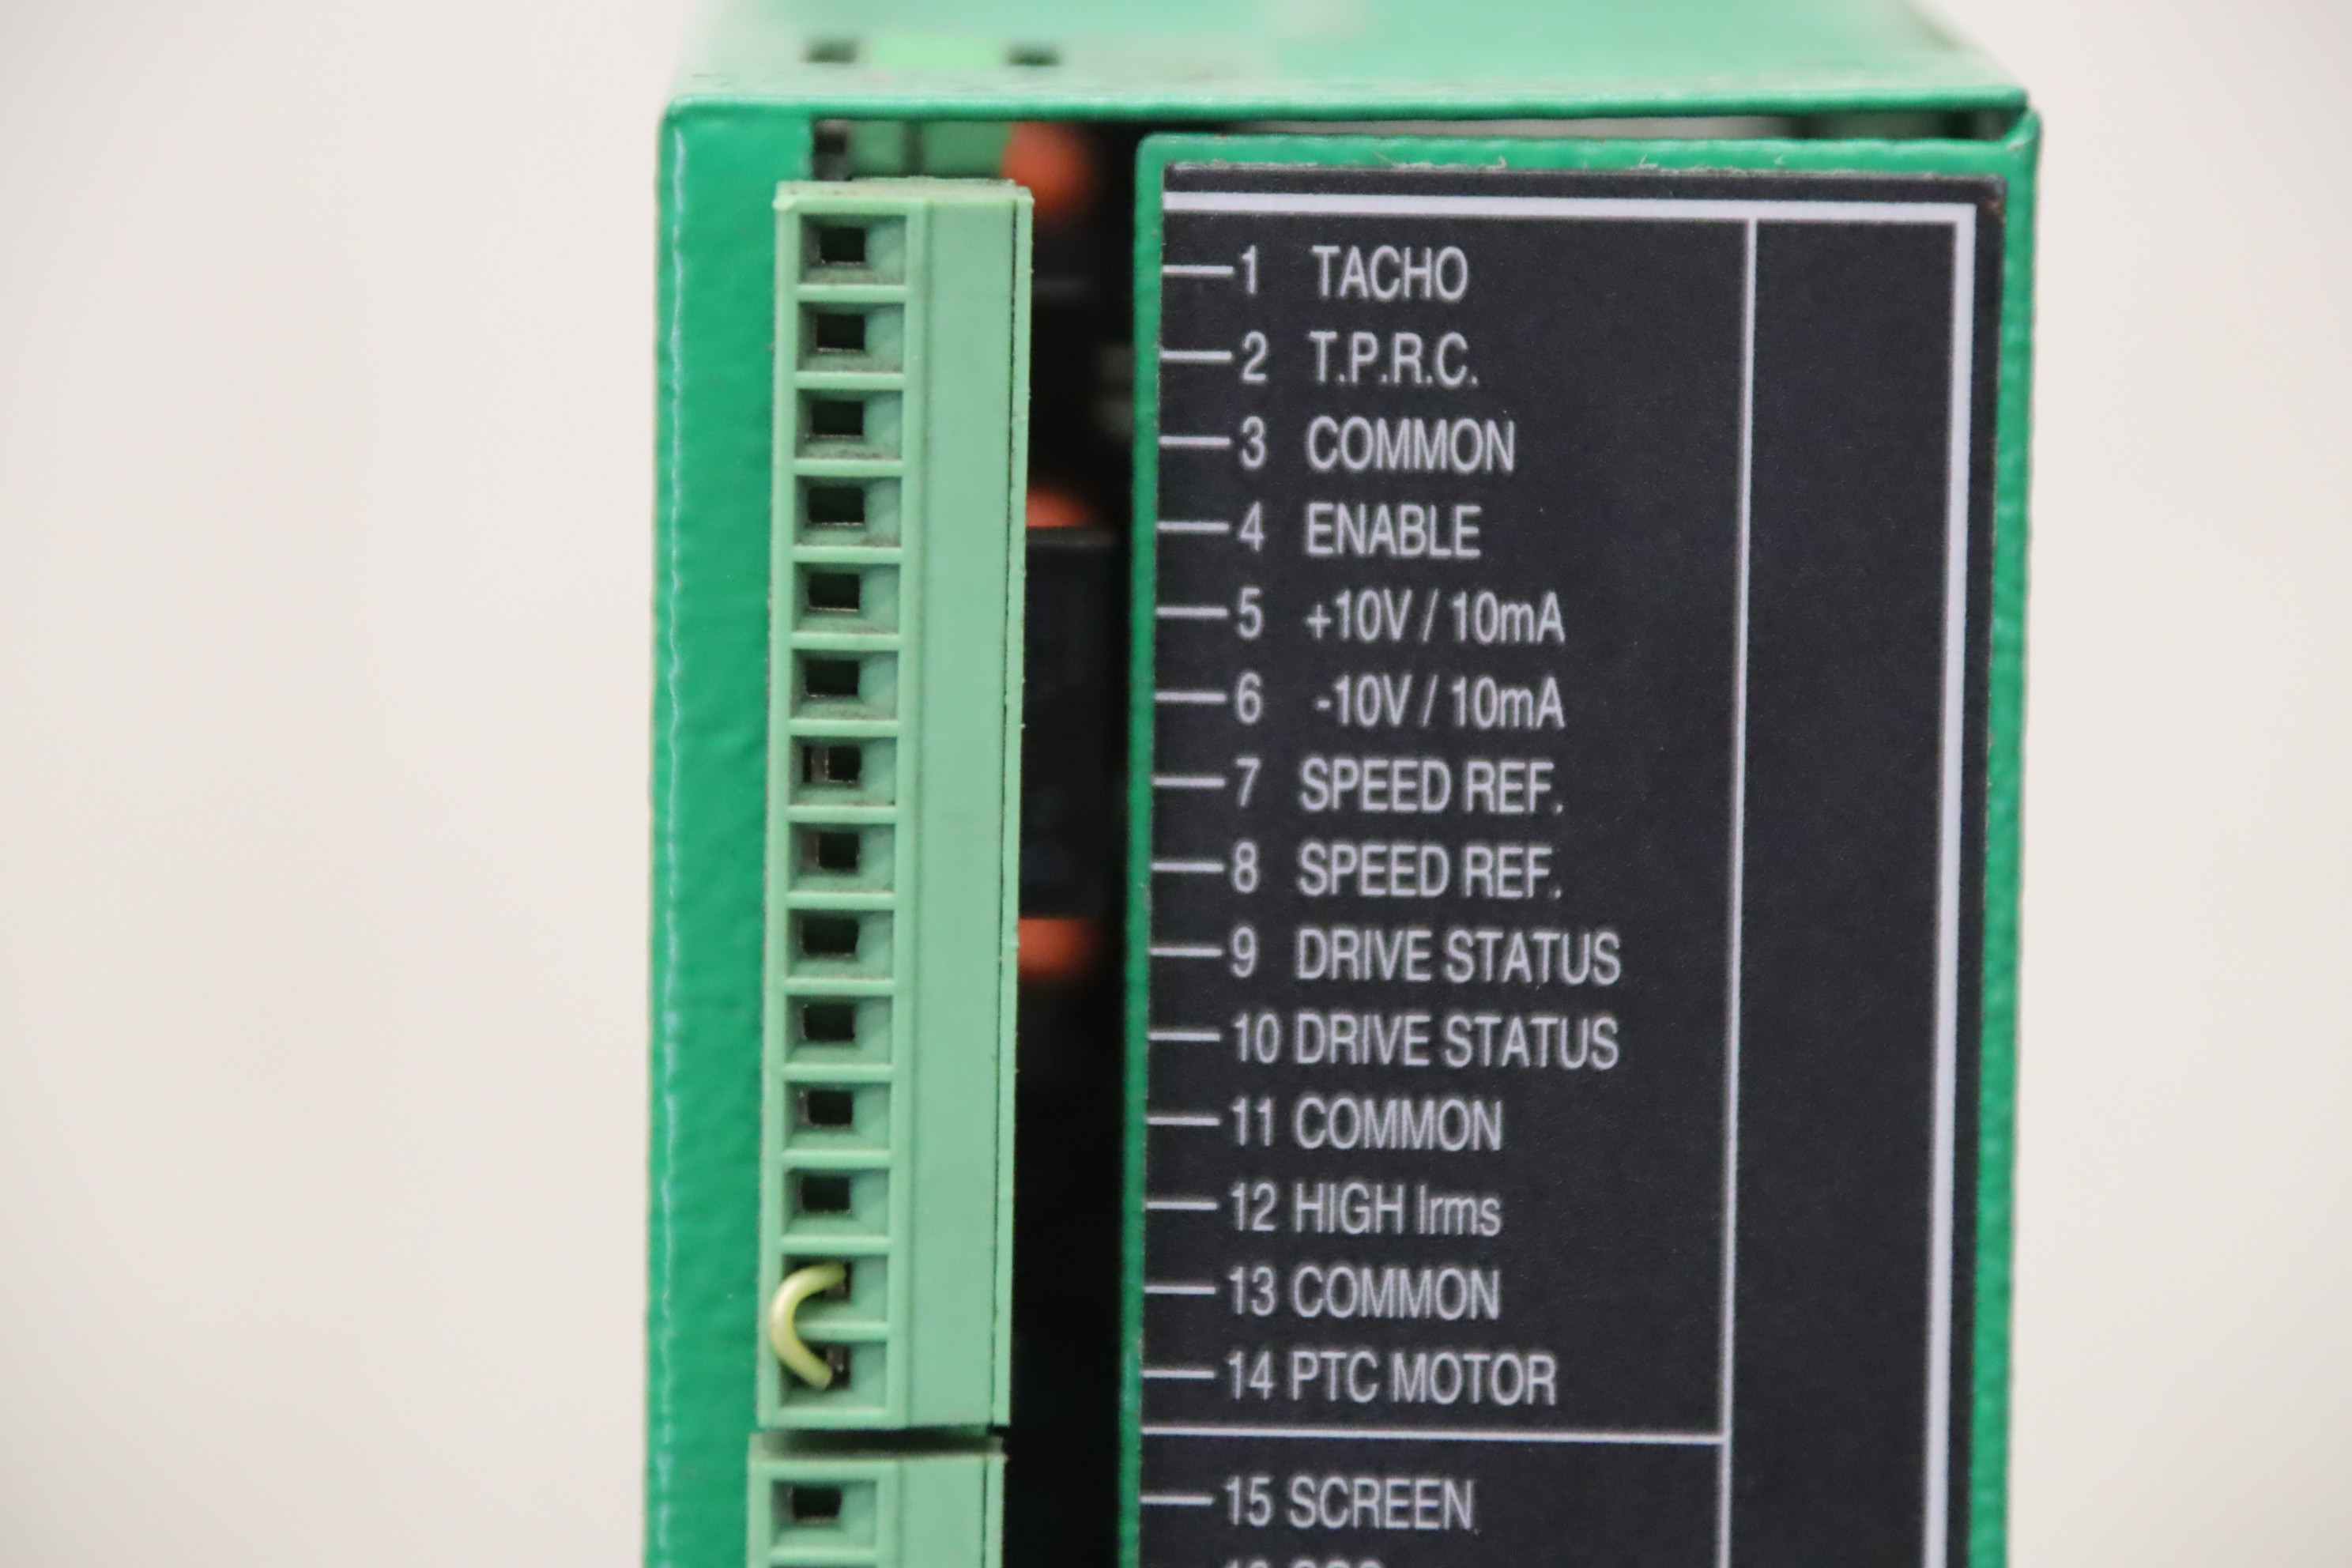 1 TACHO
2 T.P.R.C.
3 COMMON
4 ENABLE
5 +10V / 10mA
6 -10V / 10mA
7 SPEED REF.
8 SPEED REF.
9 DRIVE STATUS
10 DRIVE STATUS
11 COMMON
12 HIGH Irms
13 COMMON
14 PTC MOTOR
15 SCREEN